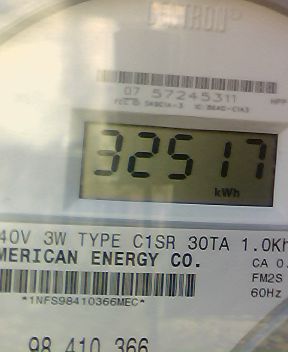 CENTRON®
07 57245311
32517
kWh
40V 3W TYPE C1SR 30TA 1.0Kh
MERICAN ENERGY CO.
CA 0.
FM2S
60Hz
*1NFS98410366MEC*
98 410 366